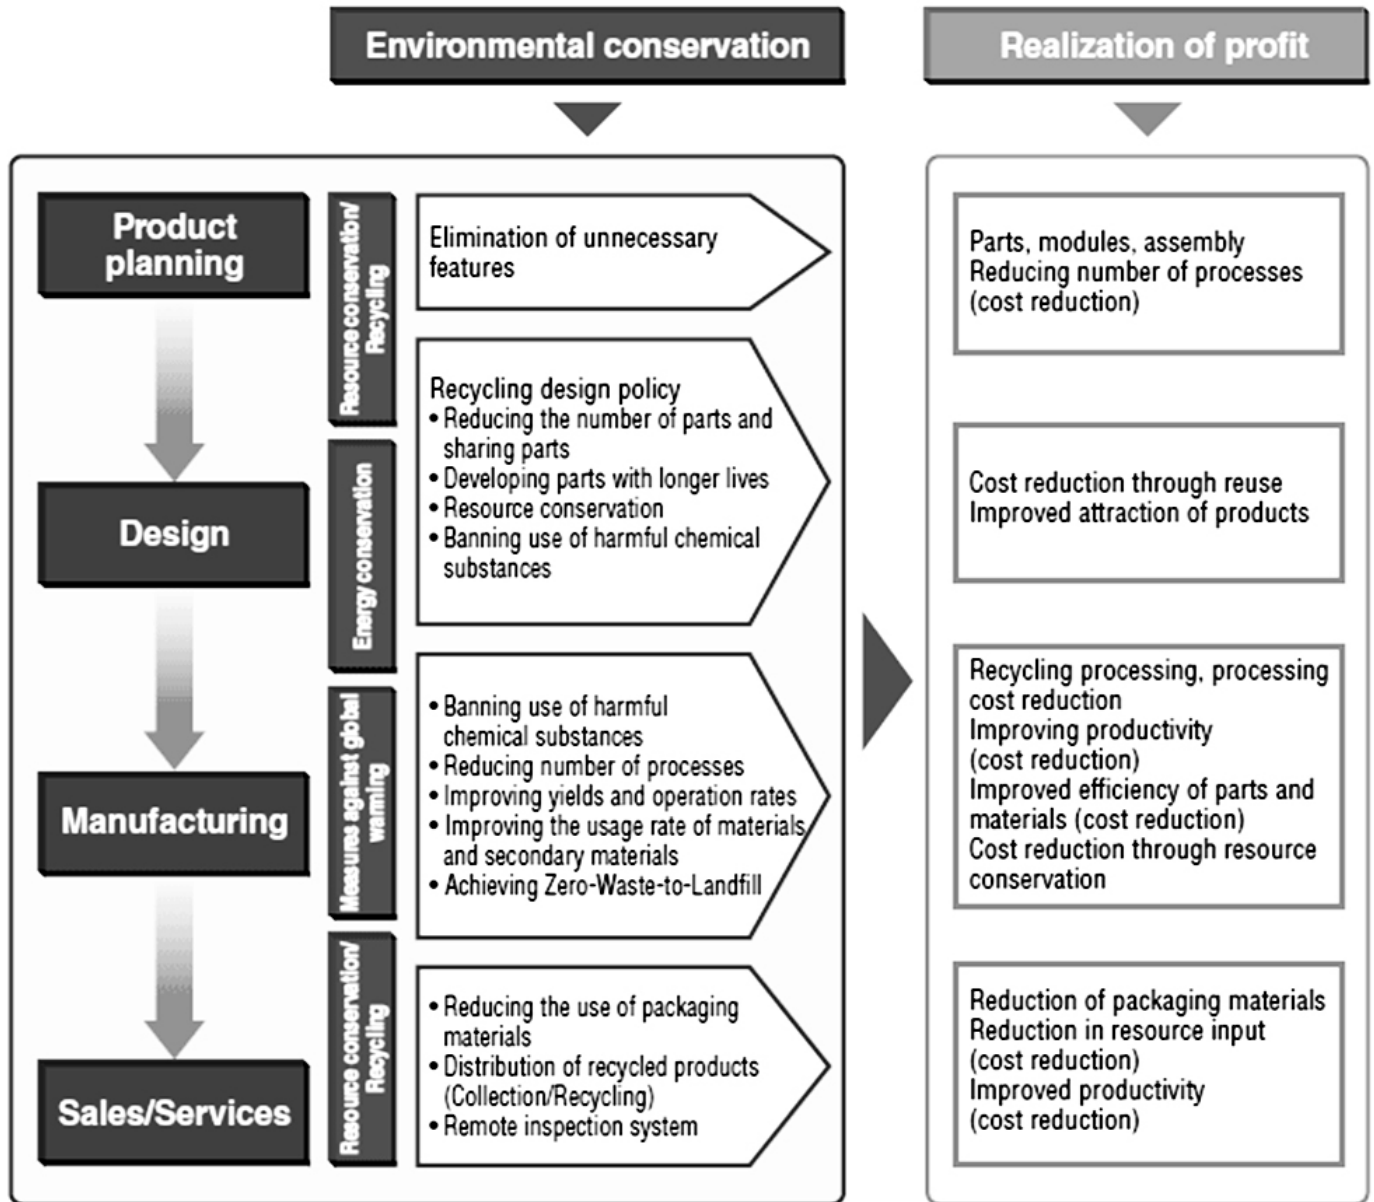 Environmental conservation
Realization of profit
Product
planning
Design
Manufacturing
Sales/Services
Resource conservation/
Recycling
Energy conservation
Measures against global
warming
Resource conservation/
Recycling
Elimination of unnecessary
features
Recycling design policy
• Reducing the number of parts and
sharing parts
• Developing parts with longer lives
• Resource conservation
• Banning use of harmful chemical
substances
• Banning use of harmful
chemical substances
• Reducing number of processes
• Improving yields and operation rates
• Improving the usage rate of materials
and secondary materials
• Achieving Zero-Waste-to-Landfill
• Reducing the use of packaging
materials
• Distribution of recycled products
(Collection/Recycling)
• Remote inspection system
Parts, modules, assembly
Reducing number of processes
(cost reduction)
Cost reduction through reuse
Improved attraction of products
Recycling processing, processing
cost reduction
Improving productivity
(cost reduction)
Improved efficiency of parts and
materials (cost reduction)
Cost reduction through resource
conservation
Reduction of packaging materials
Reduction in resource input
(cost reduction)
Improved productivity
(cost reduction)